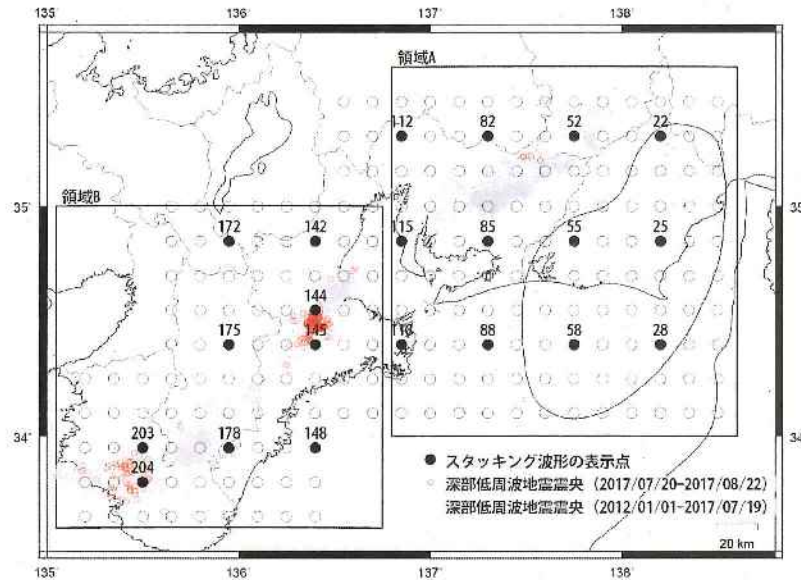 135° 136° 137° 138°
領域A
112 82 52 22
35° 35°
領域B
172 142 115 85 55 25
144
175 145 118 88 58 28
34° 34°
203 178 148
204
スタッキング波形の表示点
深部低周波地震震央（2017/07/20-2017/08/22）
深部低周波地震震央（2012/01/01-2017/07/19）
20 km
135° 136° 137° 138°